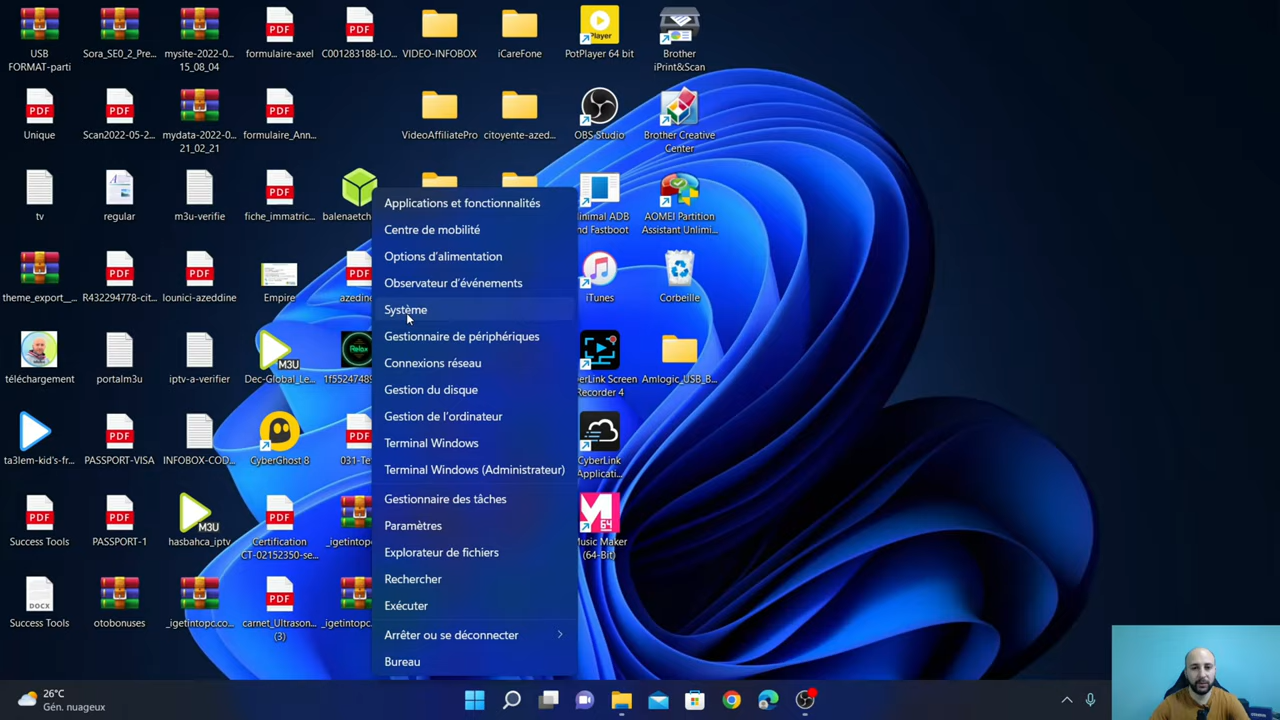 USB
FORMAT-parti
Sora_SE0_2_Pre...
mysite-2022-0...
15_08_04
formulaire-axel
C001283188-LO...
VIDEO-INFOBOX
iCareFone
PotPlayer 64 bit
Brother
iPrint&Scan
Unique
Scan2022-05-2...
mydata-2022-0...
21_02_21
formulaire_Ann...
VideoAffiliatePro
citoyente-azed...
OBS Studio
Brother Creative
Center
tv
regular
m3u-verifie
fiche_immatric...
balenaetch
Minimal ADB
and Fastboot
AOMEI Partition
Assistant Unlimi...
theme_export__...
R432294778-cit...
lounici-azeddine
Empire
azedine
iTunes
Corbeille
téléchargement
portalm3u
iptv-a-verifier
Dec-Global_Le...
1f5524748
CyberLink Screen
Recorder 4
Amlogic_USB_B...
ta3lem-kid's-fr...
PASSPORT-VISA
INFOBOX-COD...
CyberGhost 8
031-Te
CyberLink
Applicati...
Success Tools
PASSPORT-1
hasbahca_iptv
Certification
CT-02152350-se...
_igetintop
Music Maker
(64-Bit)
Success Tools
otobonuses
_igetintopc.co...
carnet_Ultrason...
(3)
_igetintopc
Applications et fonctionnalités
Centre de mobilité
Options d'alimentation
Observateur d'événements
Système
Gestionnaire de périphériques
Connexions réseau
Gestion du disque
Gestion de l'ordinateur
Terminal Windows
Terminal Windows (Administrateur)
Gestionnaire des tâches
Paramètres
Explorateur de fichiers
Rechercher
Exécuter
Arrêter ou se déconnecter
Bureau
26°C
Gén. nuageux